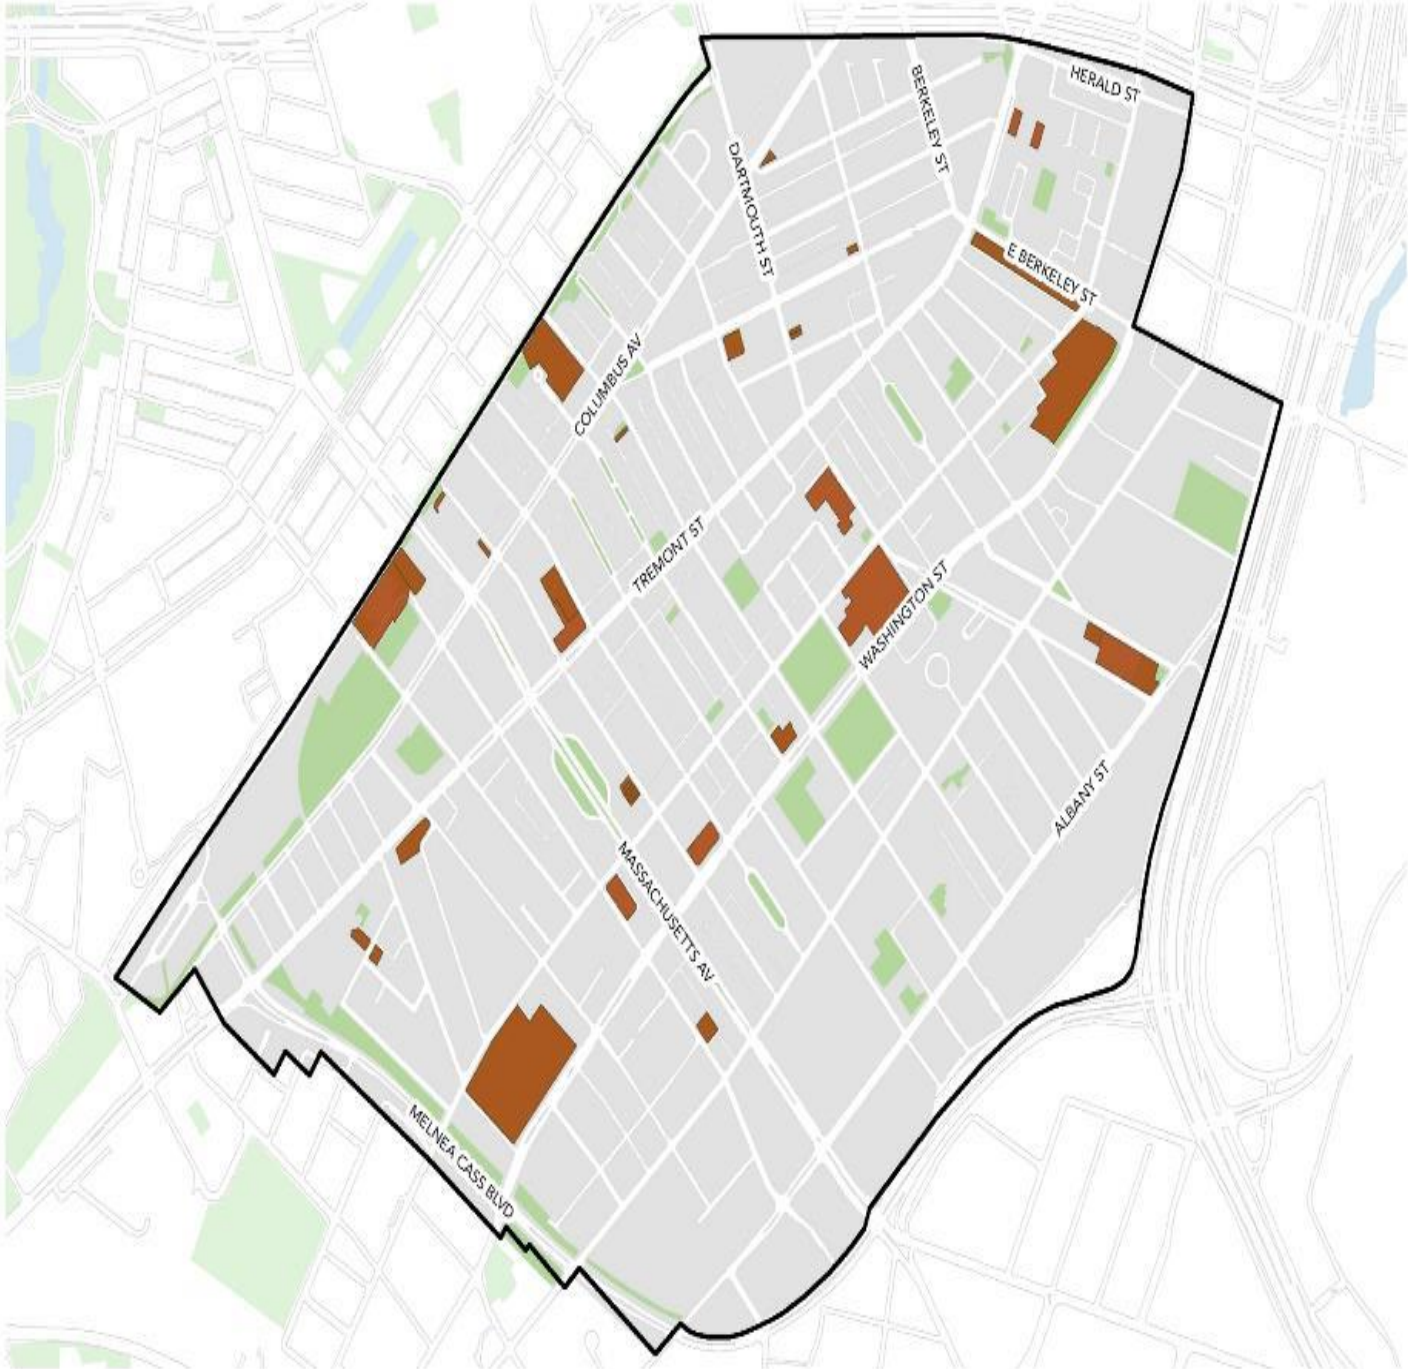 HERALD ST
BERKELEY ST
DARTMOUTH ST
E BERKELEY ST
COLUMBUS AV
TREMONT ST
WASHINGTON ST
ALBANY ST
MASSACHUSETTS AV
MELNEA CASS BLVD